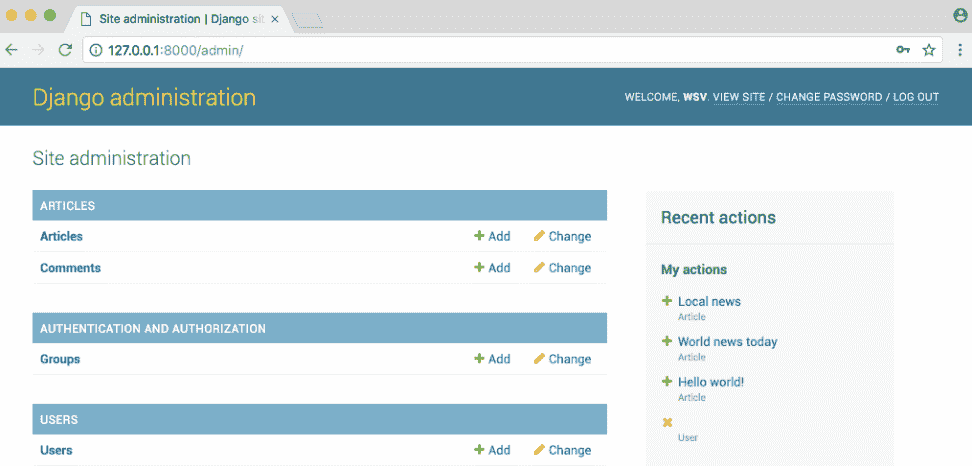 Site administration | Django sit
127.0.0.1:8000/admin/
Django administration
WELCOME, WSV. VIEW SITE / CHANGE PASSWORD / LOG OUT
Site administration
ARTICLES
Articles Add Change
Comments Add Change
AUTHENTICATION AND AUTHORIZATION
Groups Add Change
USERS
Users Add Change
Recent actions
My actions
Local news
Article
World news today
Article
Hello world!
Article
User